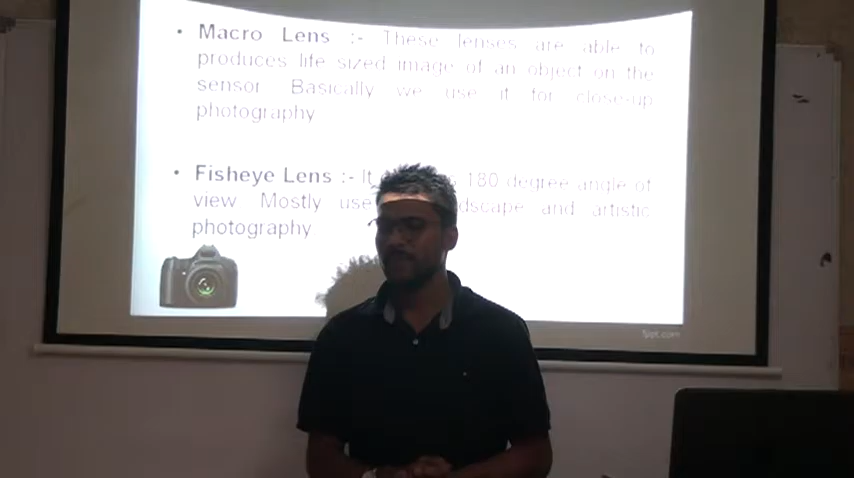 • Macro Lens :- These lenses are able to
produces life sized image of an object on the
sensor Basically we use it for close-up
photography
• Fisheye Lens :- It 180 degree angle of
view Mostly use and artistic
photography